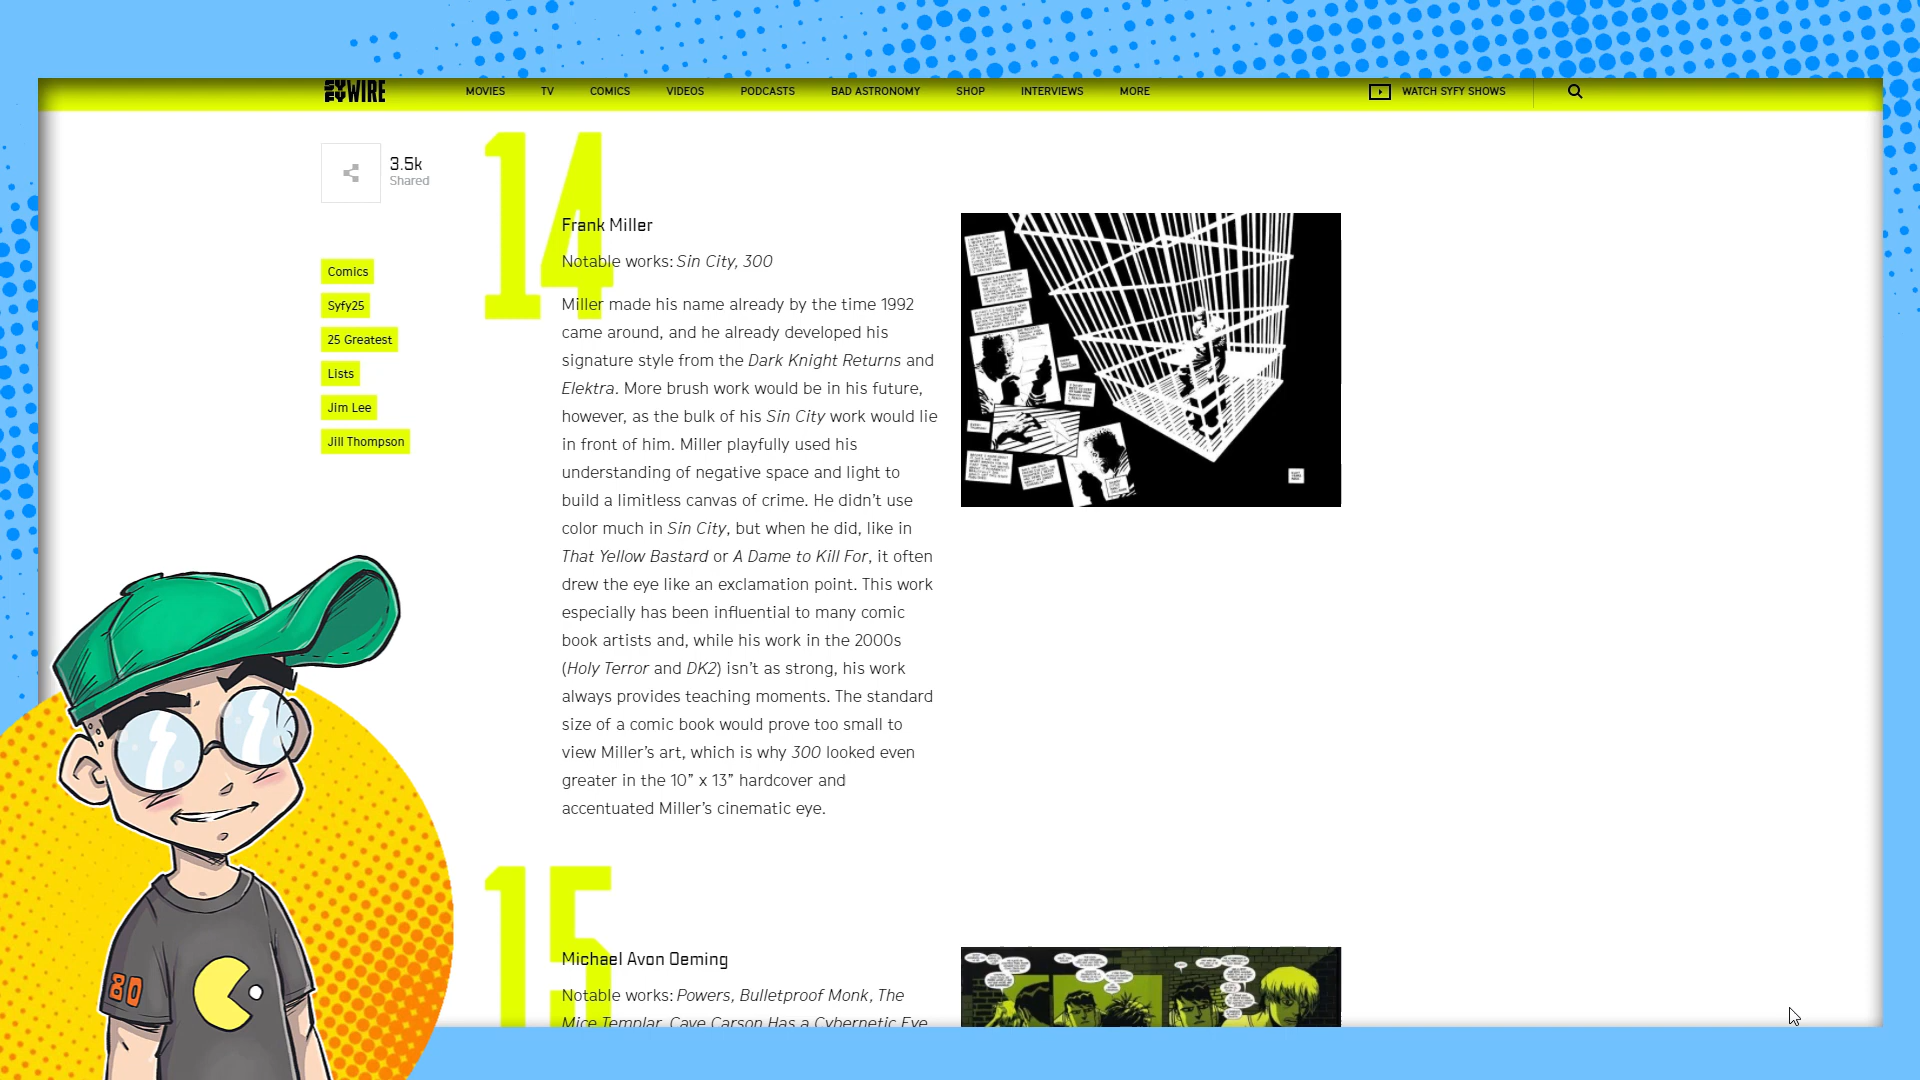 SYFY WIRE
MOVIES TV COMICS VIDEOS PODCASTS BAD ASTRONOMY SHOP INTERVIEWS MORE WATCH SYFY SHOWS
3.5k
Shared
Comics
Syfy25
25 Greatest
Lists
Jim Lee
Jill Thompson
14
Frank Miller
Notable works: Sin City, 300
Miller made his name already by the time 1992
came around, and he already developed his
signature style from the Dark Knight Returns and
Elektra. More brush work would be in his future,
however, as the bulk of his Sin City work would lie
in front of him. Miller playfully used his
understanding of negative space and light to
build a limitless canvas of crime. He didn't use
color much in Sin City, but when he did, like in
That Yellow Bastard or A Dame to Kill For, it often
drew the eye like an exclamation point. This work
especially has been influential to many comic
book artists and, while his work in the 2000s
(Holy Terror and DK2) isn't as strong, his work
always provides teaching moments. The standard
size of a comic book would prove too small to
view Miller's art, which is why 300 looked even
greater in the 10” x 13” hardcover and
accentuated Miller's cinematic eye.
15
Michael Avon Oeming
Notable works: Powers, Bulletproof Monk, The
Mice Templar, Cave Carson Has a Cybernetic Eye
80